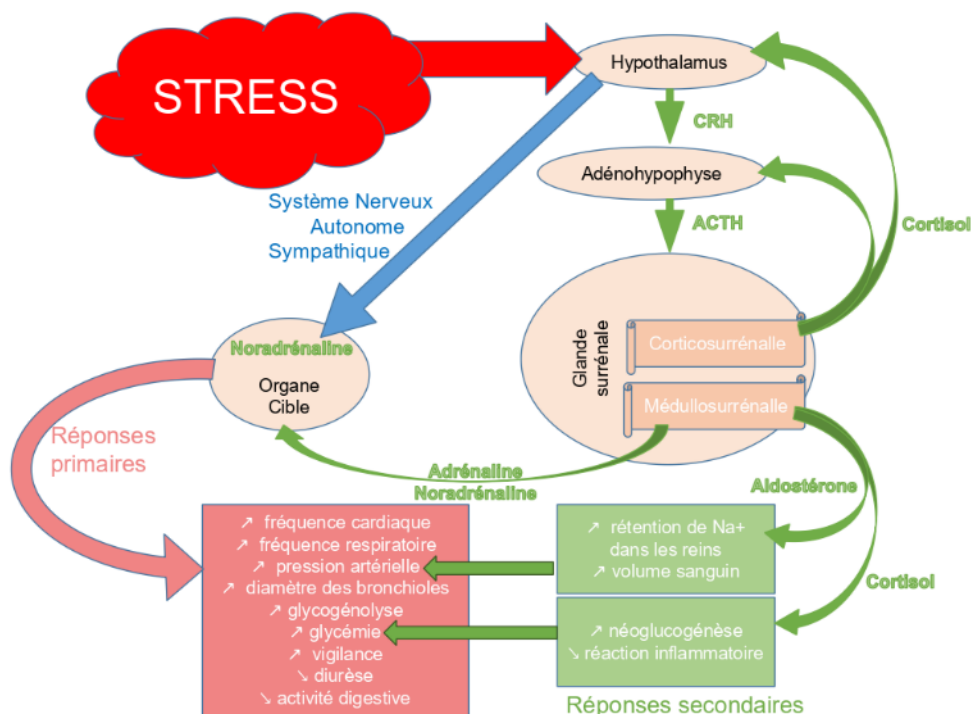 STRESS
Hypothalamus
CRH
Adénohypophyse
ACTH
Cortisol
Système Nerveux
Autonome
Sympathique
Noradrénaline
Organe
Cible
Glande
surrénale
Corticosurrénalle
Médullosurrénalle
Réponses
primaires
Adrénaline
Noradrénaline
Aldostérone
Cortisol
↗ fréquence cardiaque
↗ fréquence respiratoire
↗ pression artérielle
↗ diamètre des bronchioles
↗ glycogénolyse
↗ glycémie
↗ vigilance
↘ diurèse
↘ activité digestive
↗ rétention de Na+
dans les reins
↗ volume sanguin
↗ néoglucogénèse
↘ réaction inflammatoire
Réponses secondaires